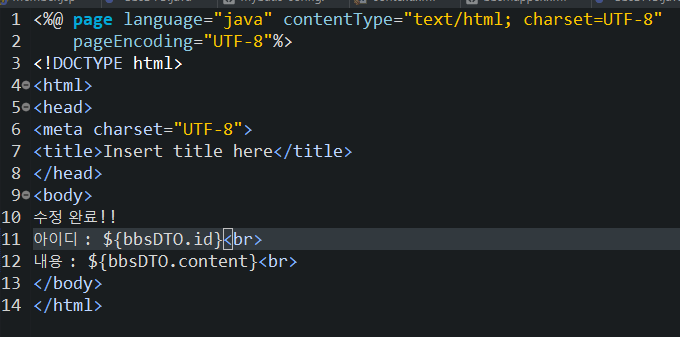 1 <%@ page language="java" contentType="text/html; charset=UTF-8"
2     pageEncoding="UTF-8"%>
3 <!DOCTYPE html>
4 <html>
5 <head>
6 <meta charset="UTF-8">
7 <title>Insert title here</title>
8 </head>
9 <body>
10 수정 완료!!
11 아이디 : ${bbsDTO.id}<br>
12 내용 : ${bbsDTO.content}<br>
13 </body>
14 </html>